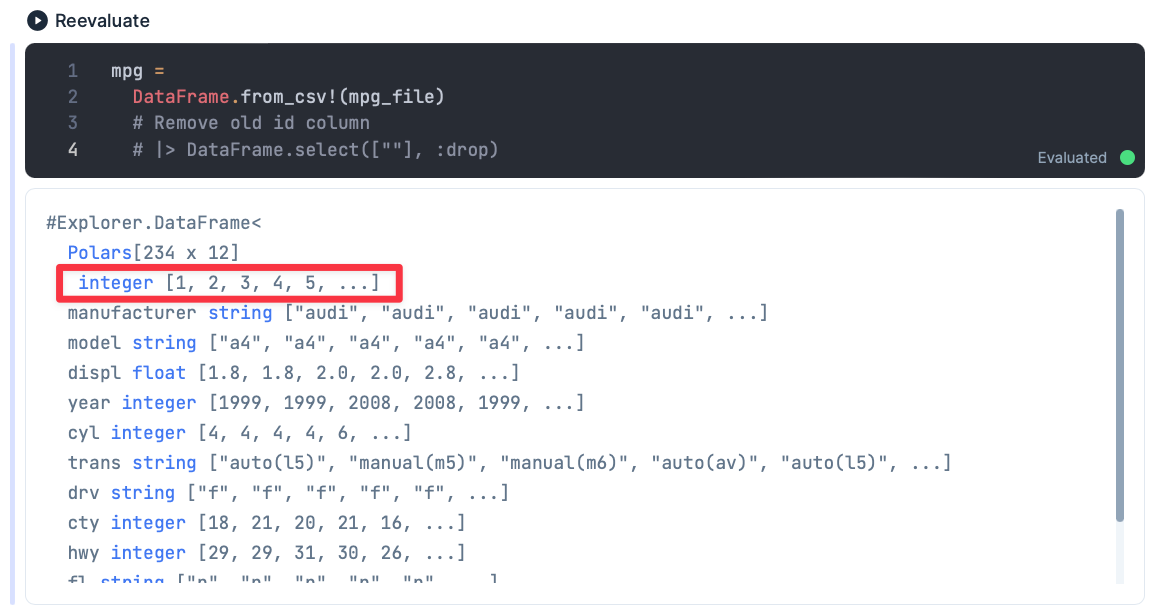 Reevaluate
1 mpg =
2 DataFrame.from_csv!(mpg_file)
3 # Remove old id column
4 # |> DataFrame.select([""], :drop)
Evaluated
#Explorer.DataFrame<
Polars[234 x 12]
integer [1, 2, 3, 4, 5, ...]
manufacturer string ["audi", "audi", "audi", "audi", "audi", ...]
model string ["a4", "a4", "a4", "a4", "a4", ...]
displ float [1.8, 1.8, 2.0, 2.0, 2.8, ...]
year integer [1999, 1999, 2008, 2008, 1999, ...]
cyl integer [4, 4, 4, 4, 6, ...]
trans string ["auto(l5)", "manual(m5)", "manual(m6)", "auto(av)", "auto(l5)", ...]
drv string ["f", "f", "f", "f", "f", ...]
cty integer [18, 21, 20, 21, 16, ...]
hwy integer [29, 29, 31, 30, 26, ...]
fl string ["p", "p", "p", "p", "p", ...]